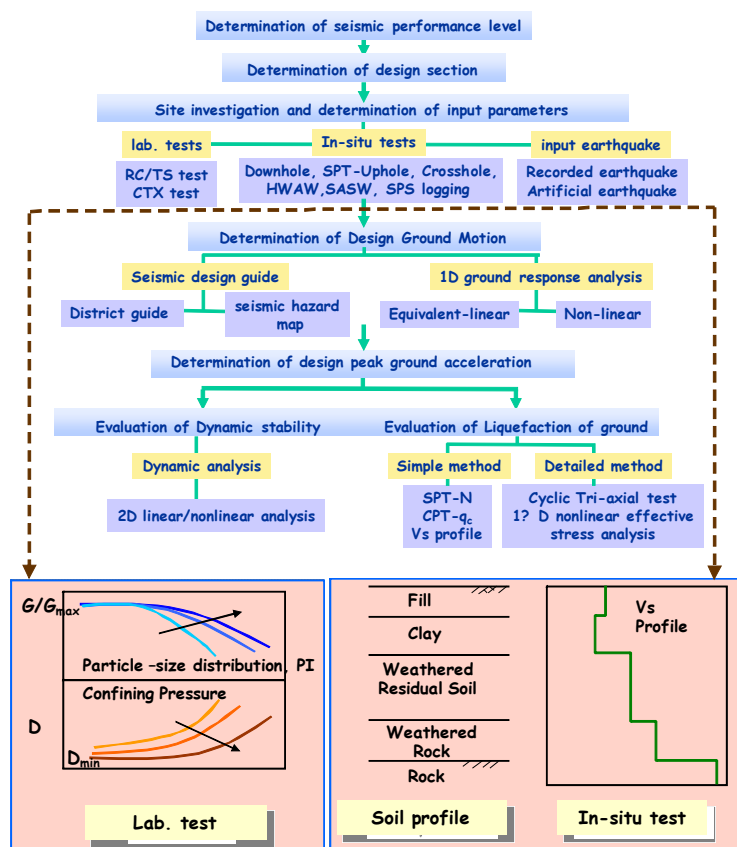 Determination of seismic performance level
Determination of design section
Site investigation and determination of input parameters
lab. tests
In-situ tests
input earthquake
RC/TS test
CTX test
Downhole, SPT-Uphole, Crosshole,
HWAW,SASW, SPS logging
Recorded earthquake
Artificial earthquake
Determination of Design Ground Motion
Seismic design guide
1D ground response analysis
District guide
seismic hazard
map
Equivalent-linear
Non-linear
Determination of design peak ground acceleration
Evaluation of Dynamic stability
Evaluation of Liquefaction of ground
Dynamic analysis
Simple method
Detailed method
2D linear/nonlinear analysis
SPT-N
CPT-qc
Vs profile
Cyclic Tri-axial test
1? D nonlinear effective
stress analysis
G/Gmax
Particle -size distribution, PI
Confining Pressure
D
Dmin
Lab. test
Fill
Clay
Weathered
Residual Soil
Weathered
Rock
Rock
Soil profile
Vs
Profile
In-situ test